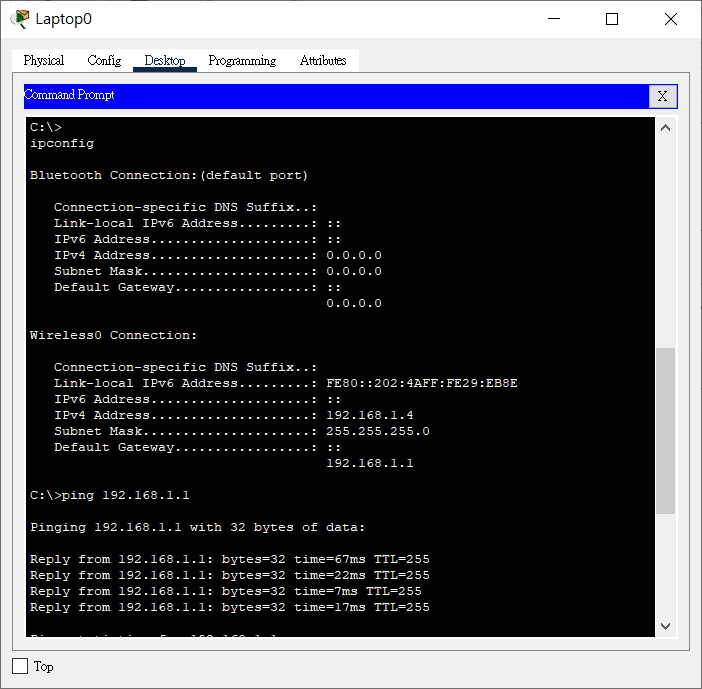 Laptop0
Physical Config Desktop Programming Attributes
Command Prompt X
C:\>
ipconfig
Bluetooth Connection:(default port)
Connection-specific DNS Suffix..:
Link-local IPv6 Address.........: ::
IPv6 Address....................: ::
IPv4 Address....................: 0.0.0.0
Subnet Mask.....................: 0.0.0.0
Default Gateway.................: ::
0.0.0.0
Wireless0 Connection:
Connection-specific DNS Suffix..:
Link-local IPv6 Address.........: FE80::202:4AFF:FE29:EB8E
IPv6 Address....................: ::
IPv4 Address....................: 192.168.1.4
Subnet Mask.....................: 255.255.255.0
Default Gateway.................: ::
192.168.1.1
C:\>ping 192.168.1.1
Pinging 192.168.1.1 with 32 bytes of data:
Reply from 192.168.1.1: bytes=32 time=67ms TTL=255
Reply from 192.168.1.1: bytes=32 time=22ms TTL=255
Reply from 192.168.1.1: bytes=32 time=7ms TTL=255
Reply from 192.168.1.1: bytes=32 time=17ms TTL=255
Top